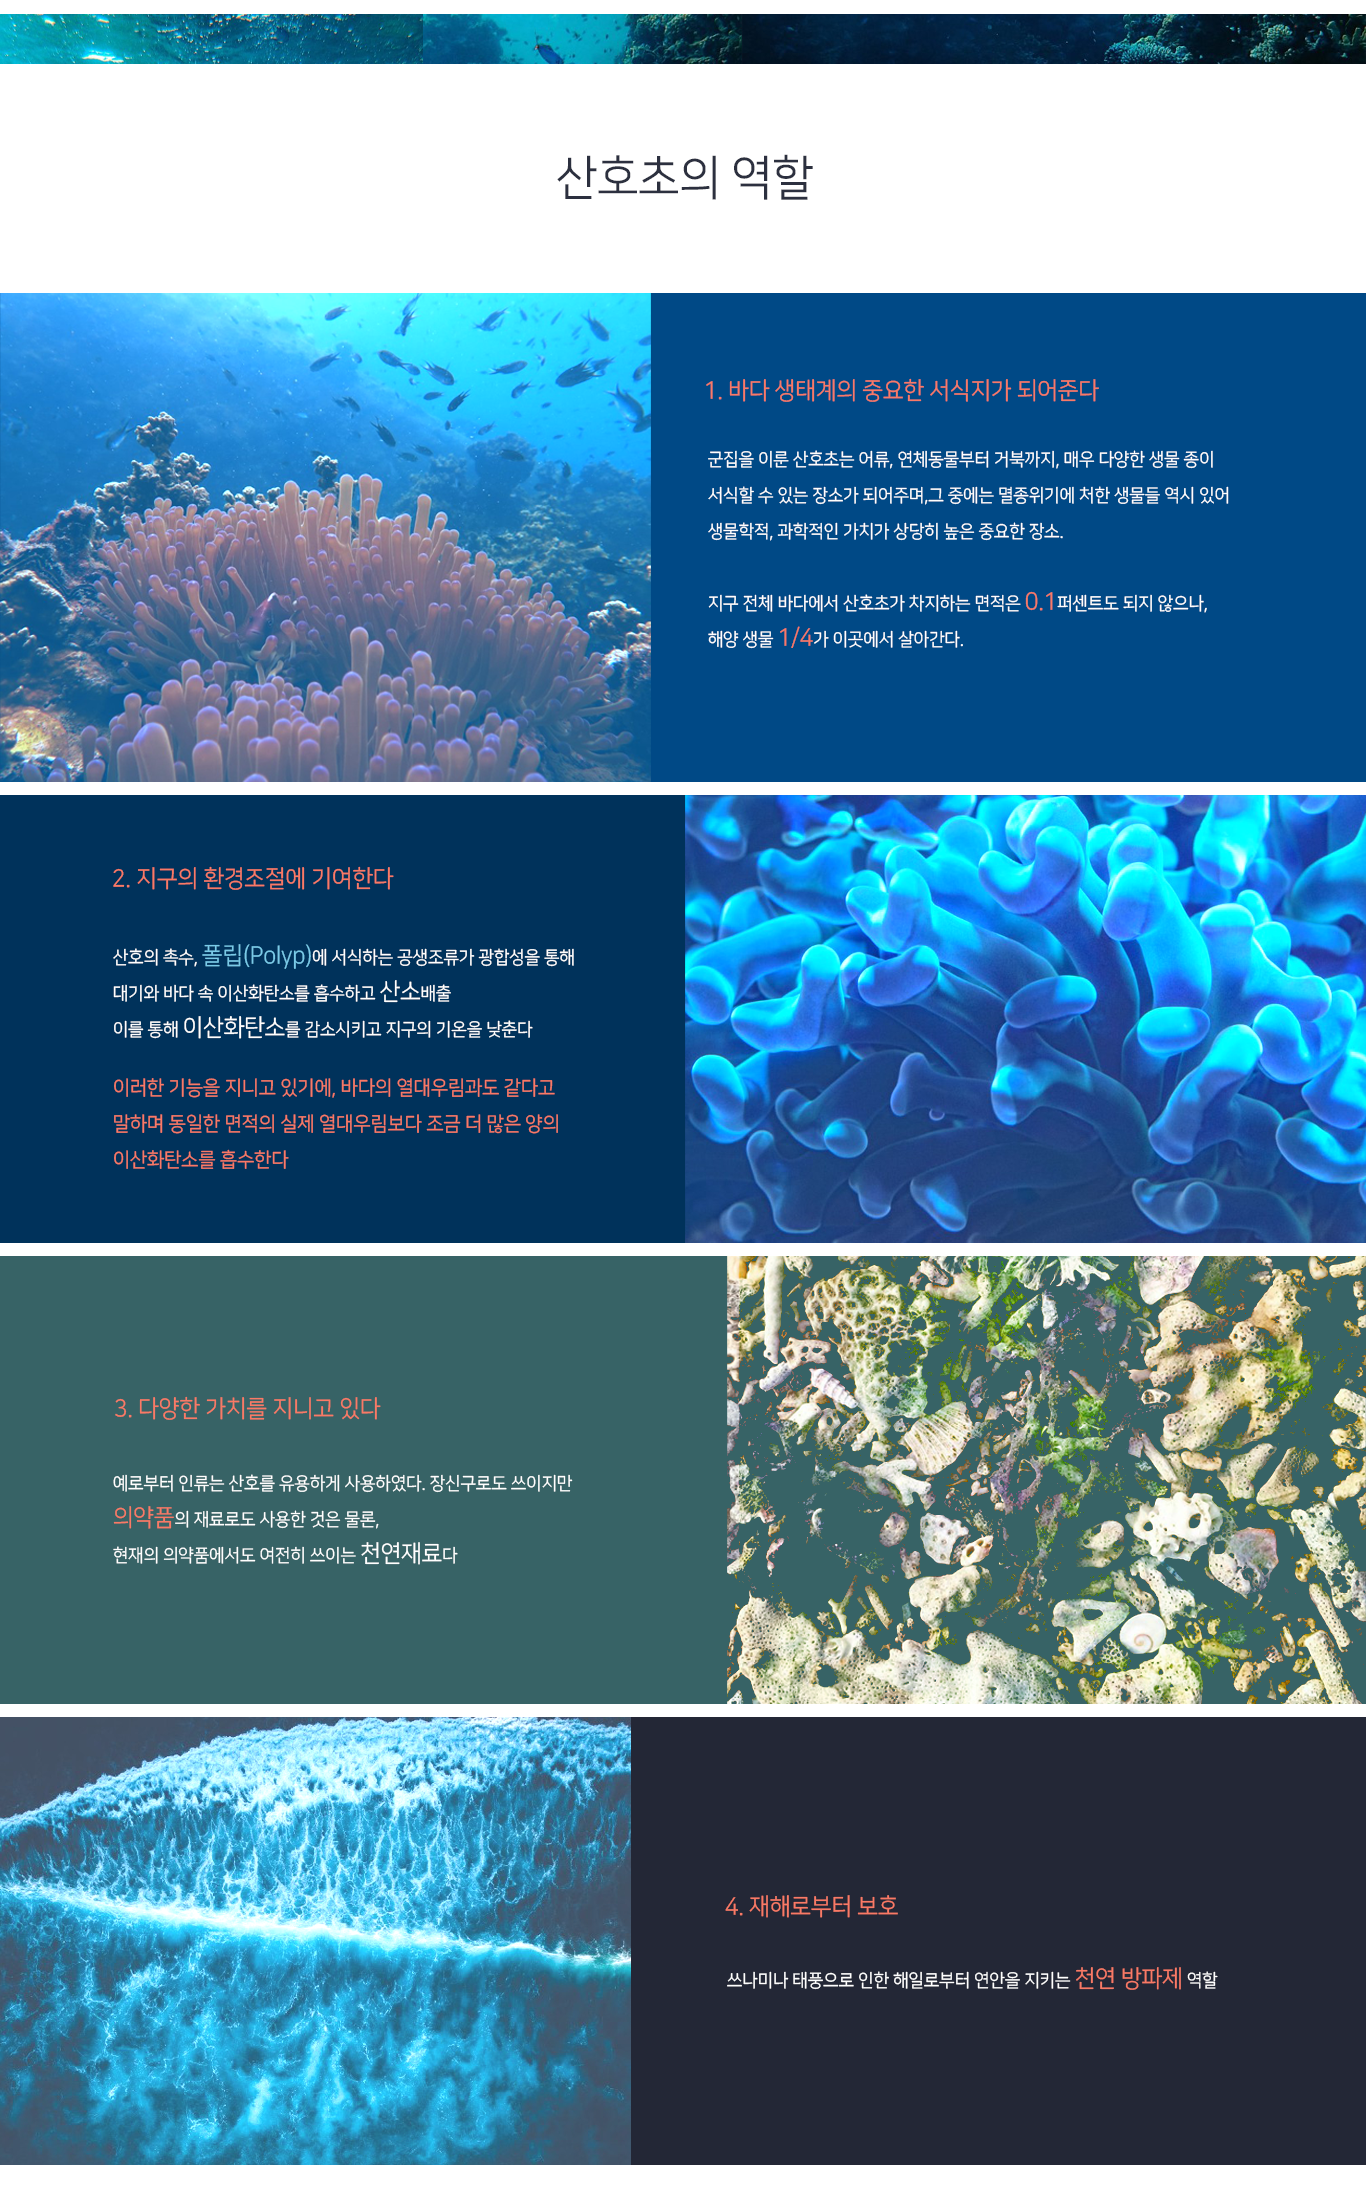 산호초의 역할
1. 바다 생태계의 중요한 서식지가 되어준다
군집을 이룬 산호초는 어류, 연체동물부터 거북까지, 매우 다양한 생물 종이
서식할 수 있는 장소가 되어주며,그 중에는 멸종위기에 처한 생물들 역시 있어
생물학적, 과학적인 가치가 상당히 높은 중요한 장소.
지구 전체 바다에서 산호초가 차지하는 면적은 0.1퍼센트도 되지 않으나,
해양 생물 1/4가 이곳에서 살아간다.
2. 지구의 환경조절에 기여한다
산호의 촉수, 폴립(Polyp)에 서식하는 공생조류가 광합성을 통해
대기와 바다 속 이산화탄소를 흡수하고 산소배출
이를 통해 이산화탄소를 감소시키고 지구의 기온을 낮춘다
이러한 기능을 지니고 있기에, 바다의 열대우림과도 같다고
말하며 동일한 면적의 실제 열대우림보다 조금 더 많은 양의
이산화탄소를 흡수한다
3. 다양한 가치를 지니고 있다
예로부터 인류는 산호를 유용하게 사용하였다. 장신구로도 쓰이지만
의약품의 재료로도 사용한 것은 물론,
현재의 의약품에서도 여전히 쓰이는 천연재료다
4. 재해로부터 보호
쓰나미나 태풍으로 인한 해일로부터 연안을 지키는 천연 방파제 역할